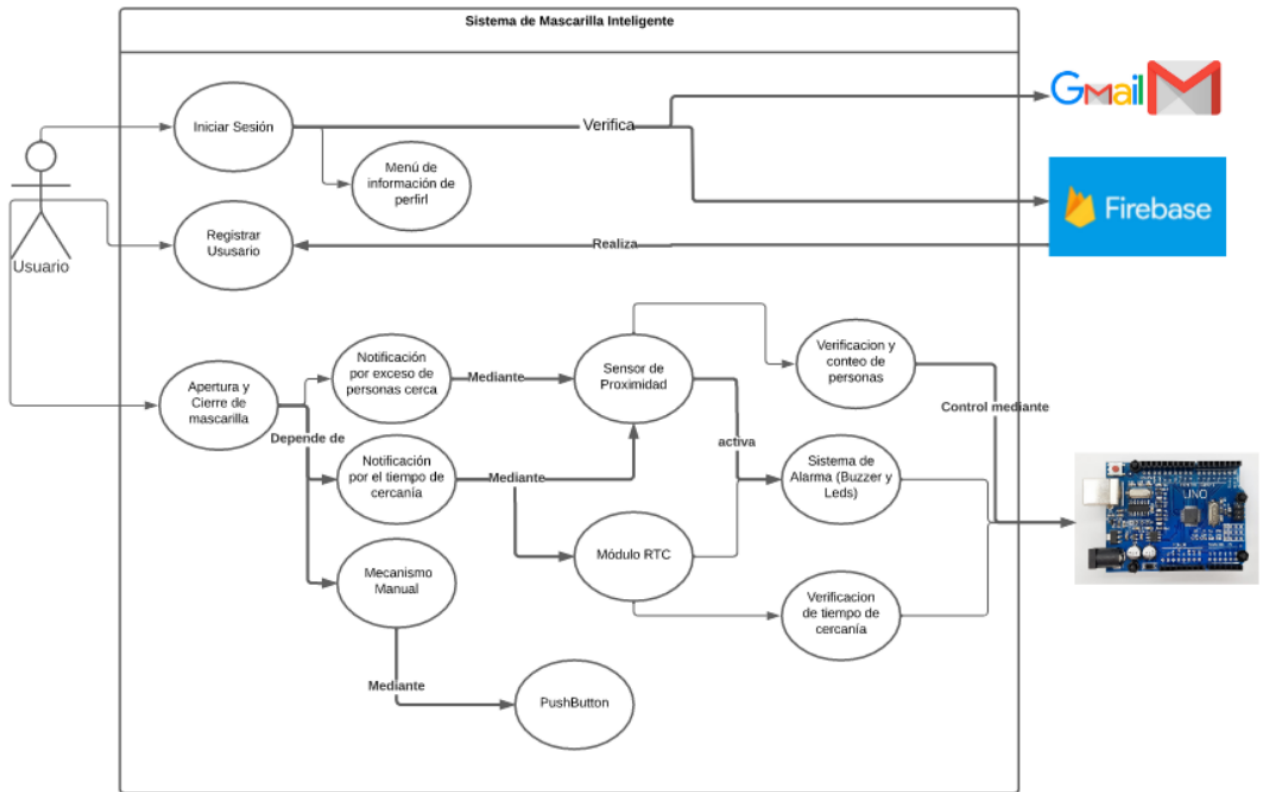 Sistema de Mascarilla Inteligente
Gmail
Iniciar Sesión
Verifica
Menú de
información de
perfirl
Firebase
Registrar
Ususario
Realiza
Usuario
Notificación
por exceso de
personas cerca
Mediante
Sensor de
Proximidad
Verificacion y
conteo de
personas
Apertura y
Cierre de
mascarilla
Control mediante
Depende de
activa
Notificación
por el tiempo de
cercanía
Mediante
Sistema de
Alarma (Buzzer y
Leds)
UNO
Módulo RTC
Mecanismo
Manual
Verificacion
de tiempo de
cercanía
Mediante
PushButton